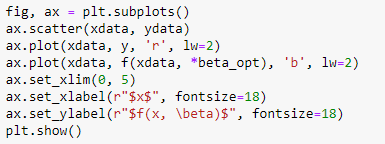 fig, ax = plt.subplots()
ax.scatter(xdata, ydata)
ax.plot(xdata, y, 'r', lw=2)
ax.plot(xdata, f(xdata, *beta_opt), 'b', lw=2)
ax.set_xlim(0, 5)
ax.set_xlabel(r"$x$", fontsize=18)
ax.set_ylabel(r"$f(x, \beta)$", fontsize=18)
plt.show()